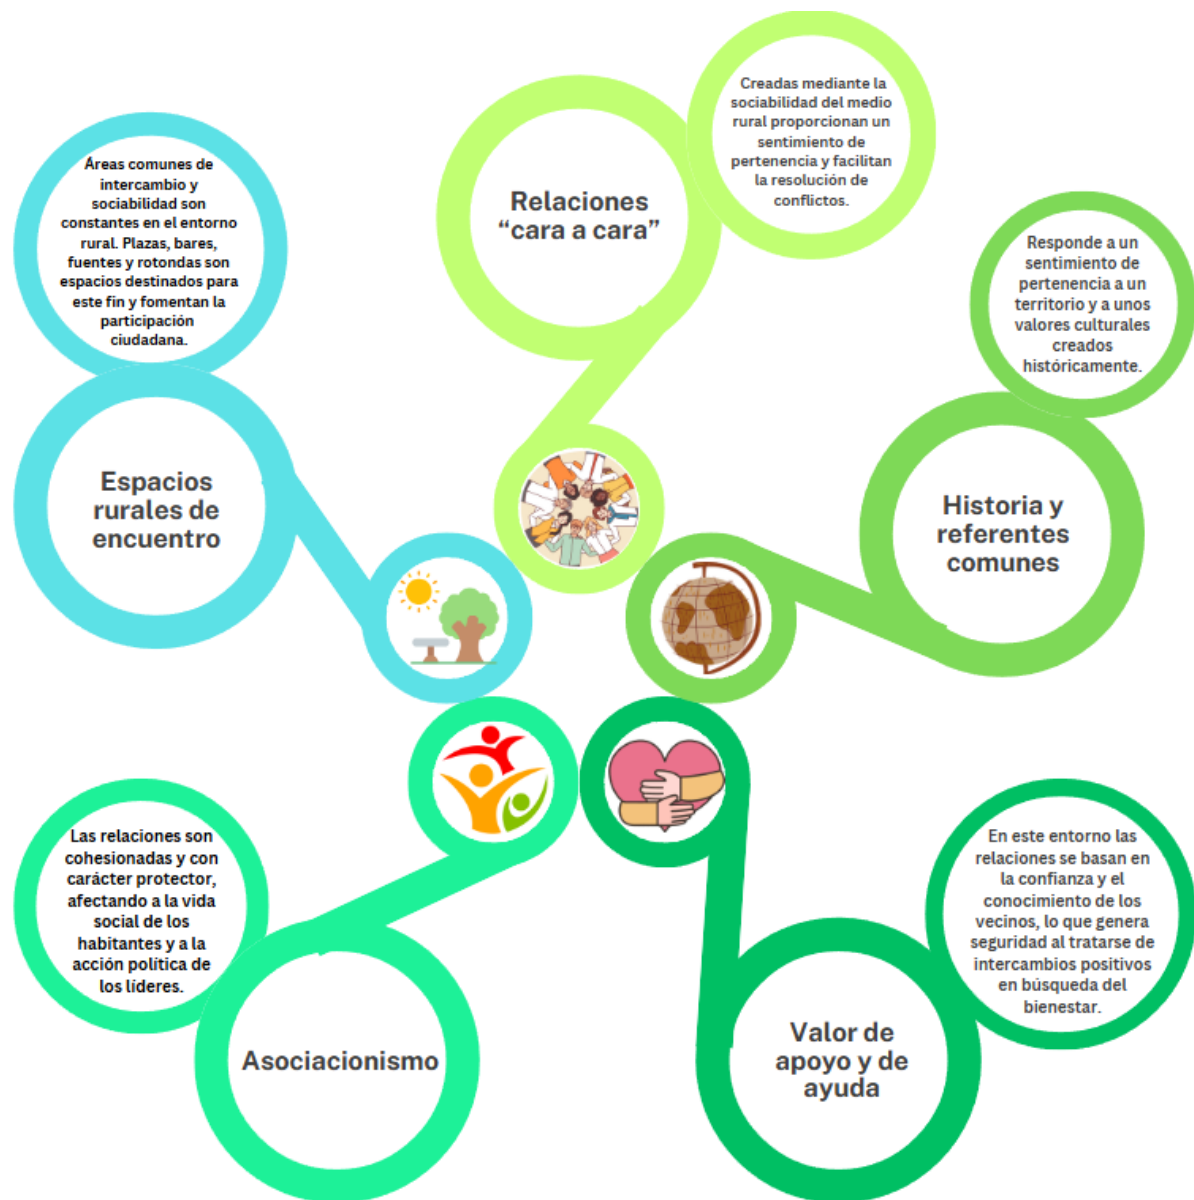 Creadas mediante la
sociabilidad del medio
rural proporcionan un
sentimiento de
pertenencia y facilitan
la resolución de
conflictos.
Relaciones
“cara a cara”
Áreas comunes de
intercambio y
sociabilidad son
constantes en el entorno
rural. Plazas, bares,
fuentes y rotondas son
espacios destinados para
este fin y fomentan la
participación
ciudadana.
Espacios
rurales de
encuentro
Responde a un
sentimiento de
pertenencia a un
territorio y a unos
valores culturales
creados
históricamente.
Historia y
referentes
comunes
Las relaciones son
cohesionadas y con
carácter protector,
afectando a la vida
social de los
habitantes y a la
acción política de
los líderes.
Asociacionismo
En este entorno las
relaciones se basan en
la confianza y el
conocimiento de los
vecinos, lo que genera
seguridad al tratarse de
intercambios positivos
en búsqueda del
bienestar.
Valor de
apoyo y de
ayuda